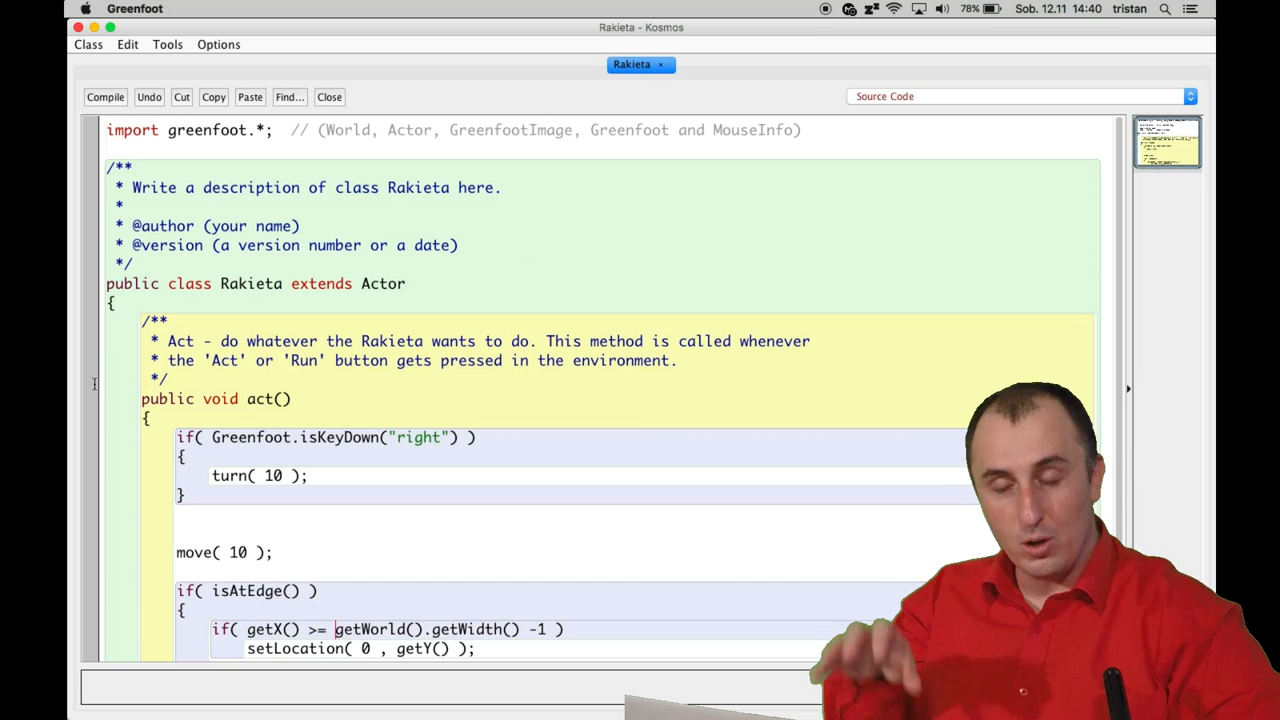 Greenfoot
78%
Sob. 12.11 14:40 tristan
Rakieta - Kosmos
Class Edit Tools Options
Rakieta ×
Compile Undo Cut Copy Paste Find... Close
Source Code
import greenfoot.*;  // (World, Actor, GreenfootImage, Greenfoot and MouseInfo)
/**
* Write a description of class Rakieta here.
*
* @author (your name)
* @version (a version number or a date)
*/
public class Rakieta extends Actor
{
/**
* Act - do whatever the Rakieta wants to do. This method is called whenever
* the 'Act' or 'Run' button gets pressed in the environment.
*/
public void act()
{
if( Greenfoot.isKeyDown("right") )
{
turn( 10 );
}
move( 10 );
if( isAtEdge() )
{
if( getX() >= getWorld().getWidth() -1 )
setLocation( 0 , getY() );